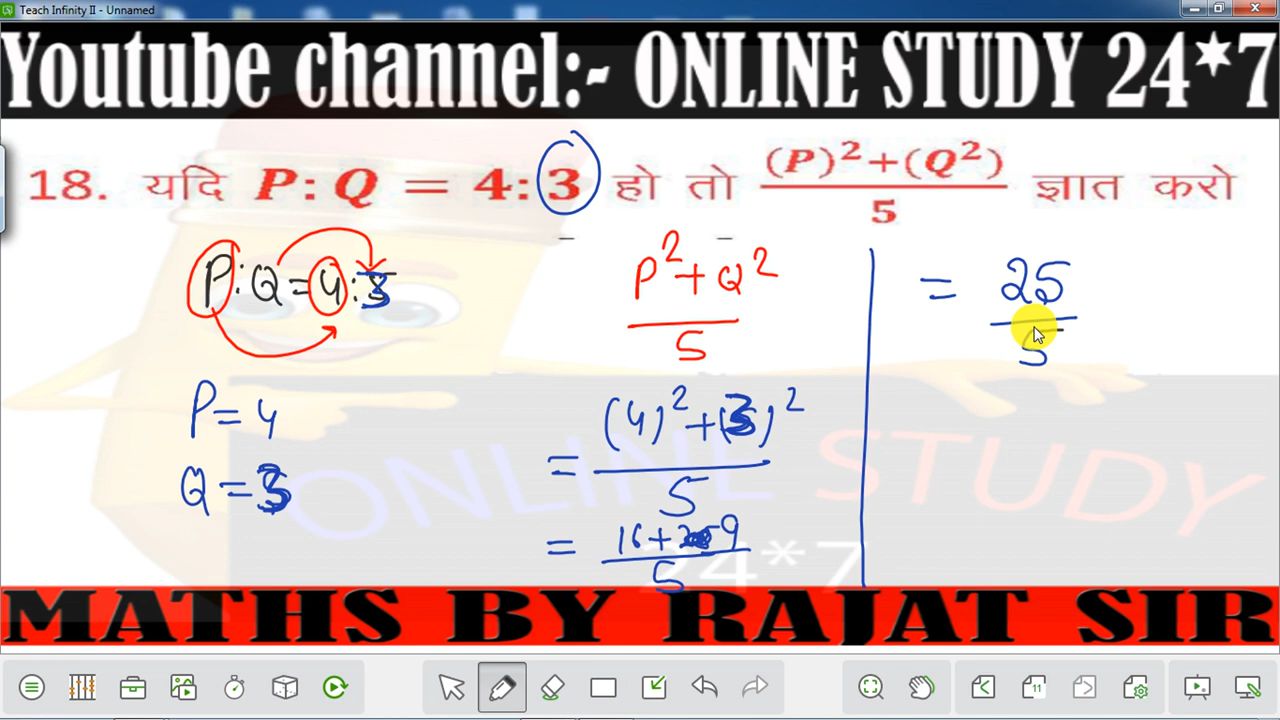 Teach Infinity II - Unnamed
Youtube channel:- ONLINE STUDY 24*7
18. यदि P: Q = 4: 3 हो तो (P)²+(Q²)/5 ज्ञात करो
P:Q=4:3
P=4
Q=3
P²+Q²/5
= (4)²+(3)²/5
= 16+9/5
= 25/5
ONLINE STUDY
24*7
MATHS BY RAJAT SIR
11